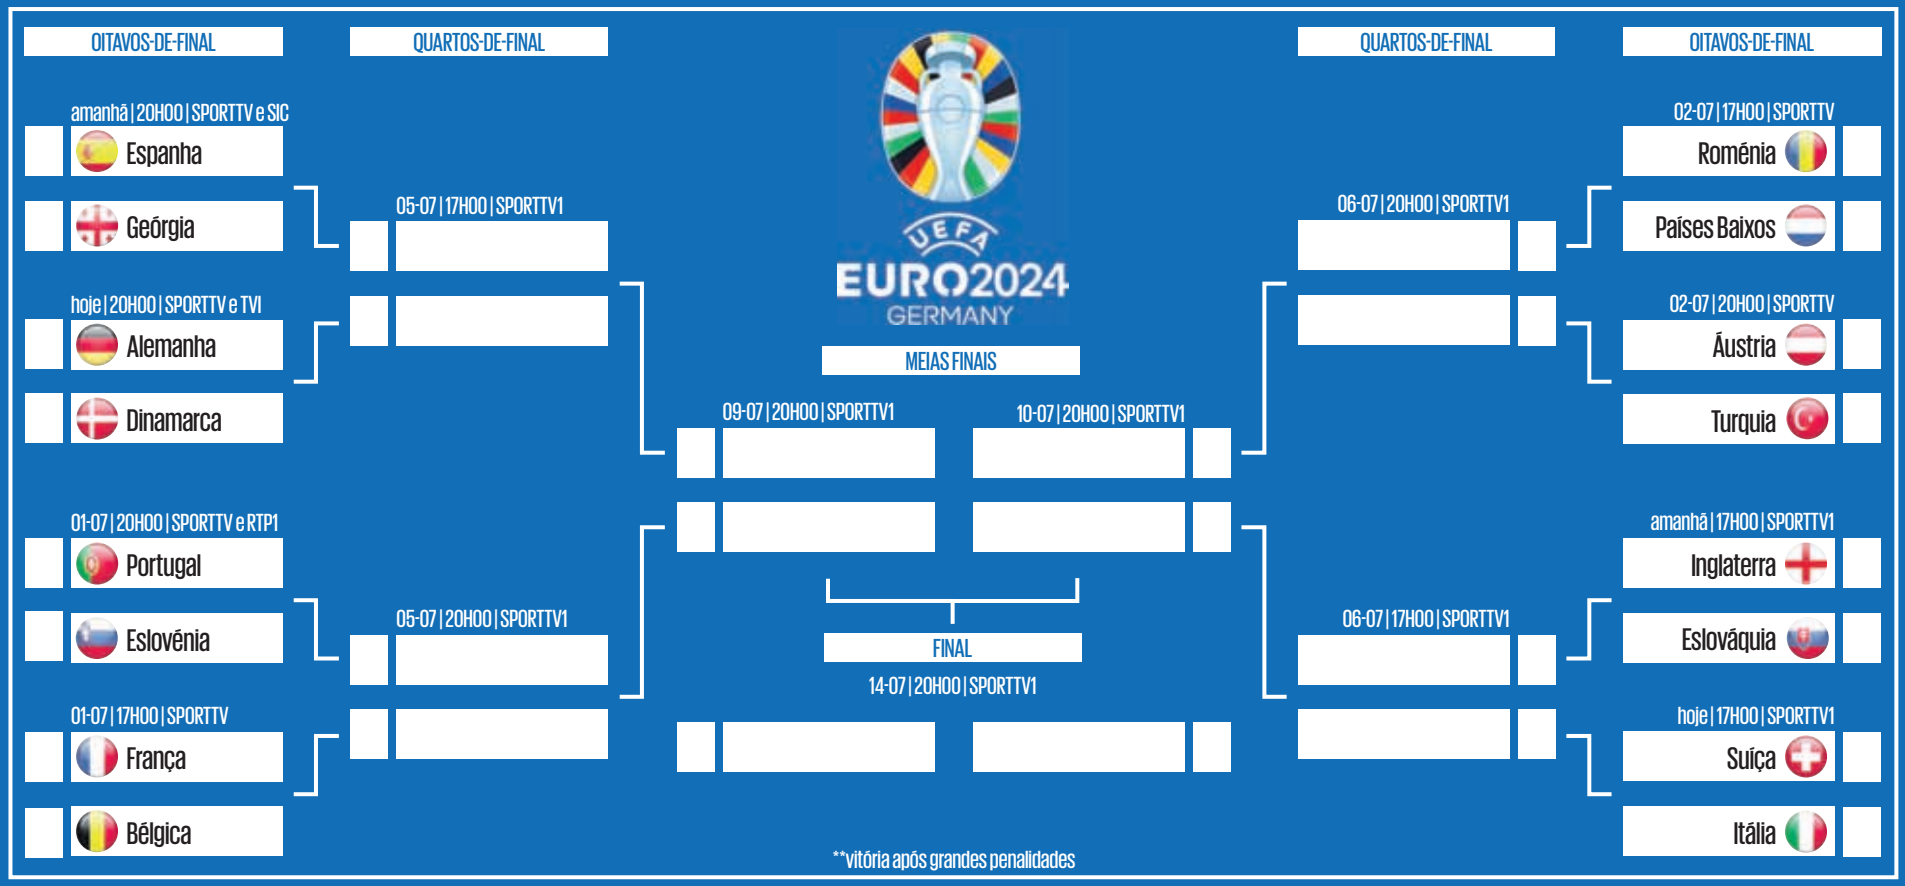 OITAVOS-DE-FINAL
QUARTOS-DE-FINAL
QUARTOS-DE-FINAL
OITAVOS-DE-FINAL
amanhã | 20H00 | SPORTTV e SIC
Espanha
Geórgia
hoje | 20H00 | SPORTTV e TVI
Alemanha
Dinamarca
01-07 | 20H00 | SPORTTV e RTP1
Portugal
Eslovénia
01-07 | 17H00 | SPORTTV
França
Bélgica
05-07 | 17H00 | SPORTTV1
05-07 | 20H00 | SPORTTV1
UEFA
EURO2024
GERMANY
MEIAS FINAIS
09-07 | 20H00 | SPORTTV1
10-07 | 20H00 | SPORTTV1
FINAL
14-07 | 20H00 | SPORTTV1
**vitória após grandes penalidades
06-07 | 20H00 | SPORTTV1
06-07 | 17H00 | SPORTTV1
02-07 | 17H00 | SPORTTV
Roménia
Países Baixos
02-07 | 20H00 | SPORTTV
Áustria
Turquia
amanhã | 17H00 | SPORTTV1
Inglaterra
Eslováquia
hoje | 17H00 | SPORTTV1
Suíça
Itália